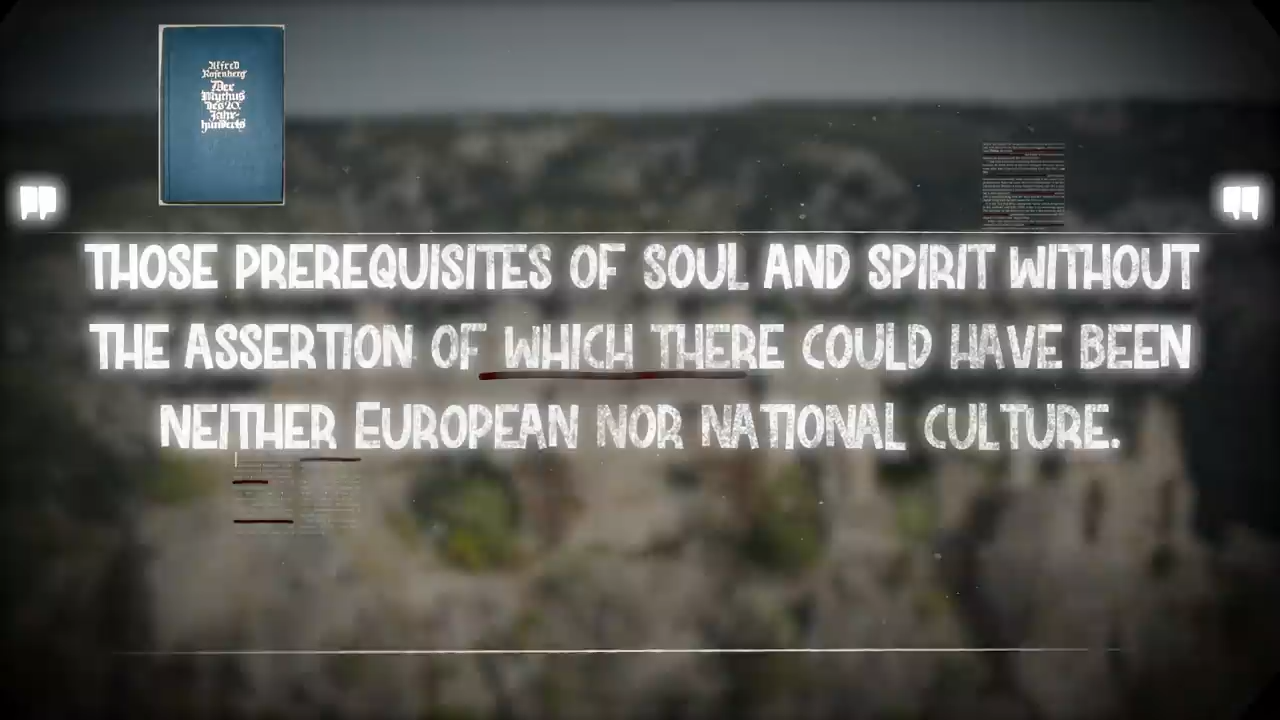 Alfred
Rosenberg
Der
Mythus
des 20.
Jahr-
hunderts
"
"
THOSE PREREQUISITES OF SOUL AND SPIRIT WITHOUT
THE ASSERTION OF WHICH THERE COULD HAVE BEEN
NEITHER EUROPEAN NOR NATIONAL CULTURE.